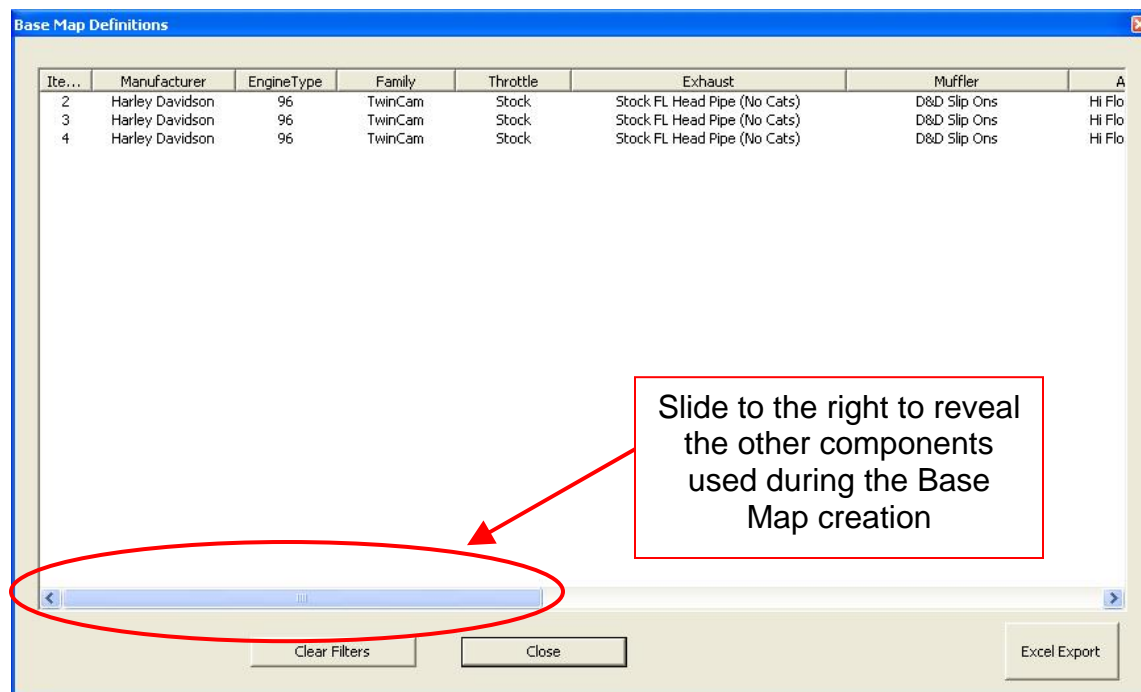 Base Map Definitions
Ite... Manufacturer EngineType Family Throttle Exhaust Muffler A
2 Harley Davidson 96 TwinCam Stock Stock FL Head Pipe (No Cats) D&D Slip Ons Hi Flo
3 Harley Davidson 96 TwinCam Stock Stock FL Head Pipe (No Cats) D&D Slip Ons Hi Flo
4 Harley Davidson 96 TwinCam Stock Stock FL Head Pipe (No Cats) D&D Slip Ons Hi Flo
Slide to the right to reveal
the other components
used during the Base
Map creation
Clear Filters Close Excel Export